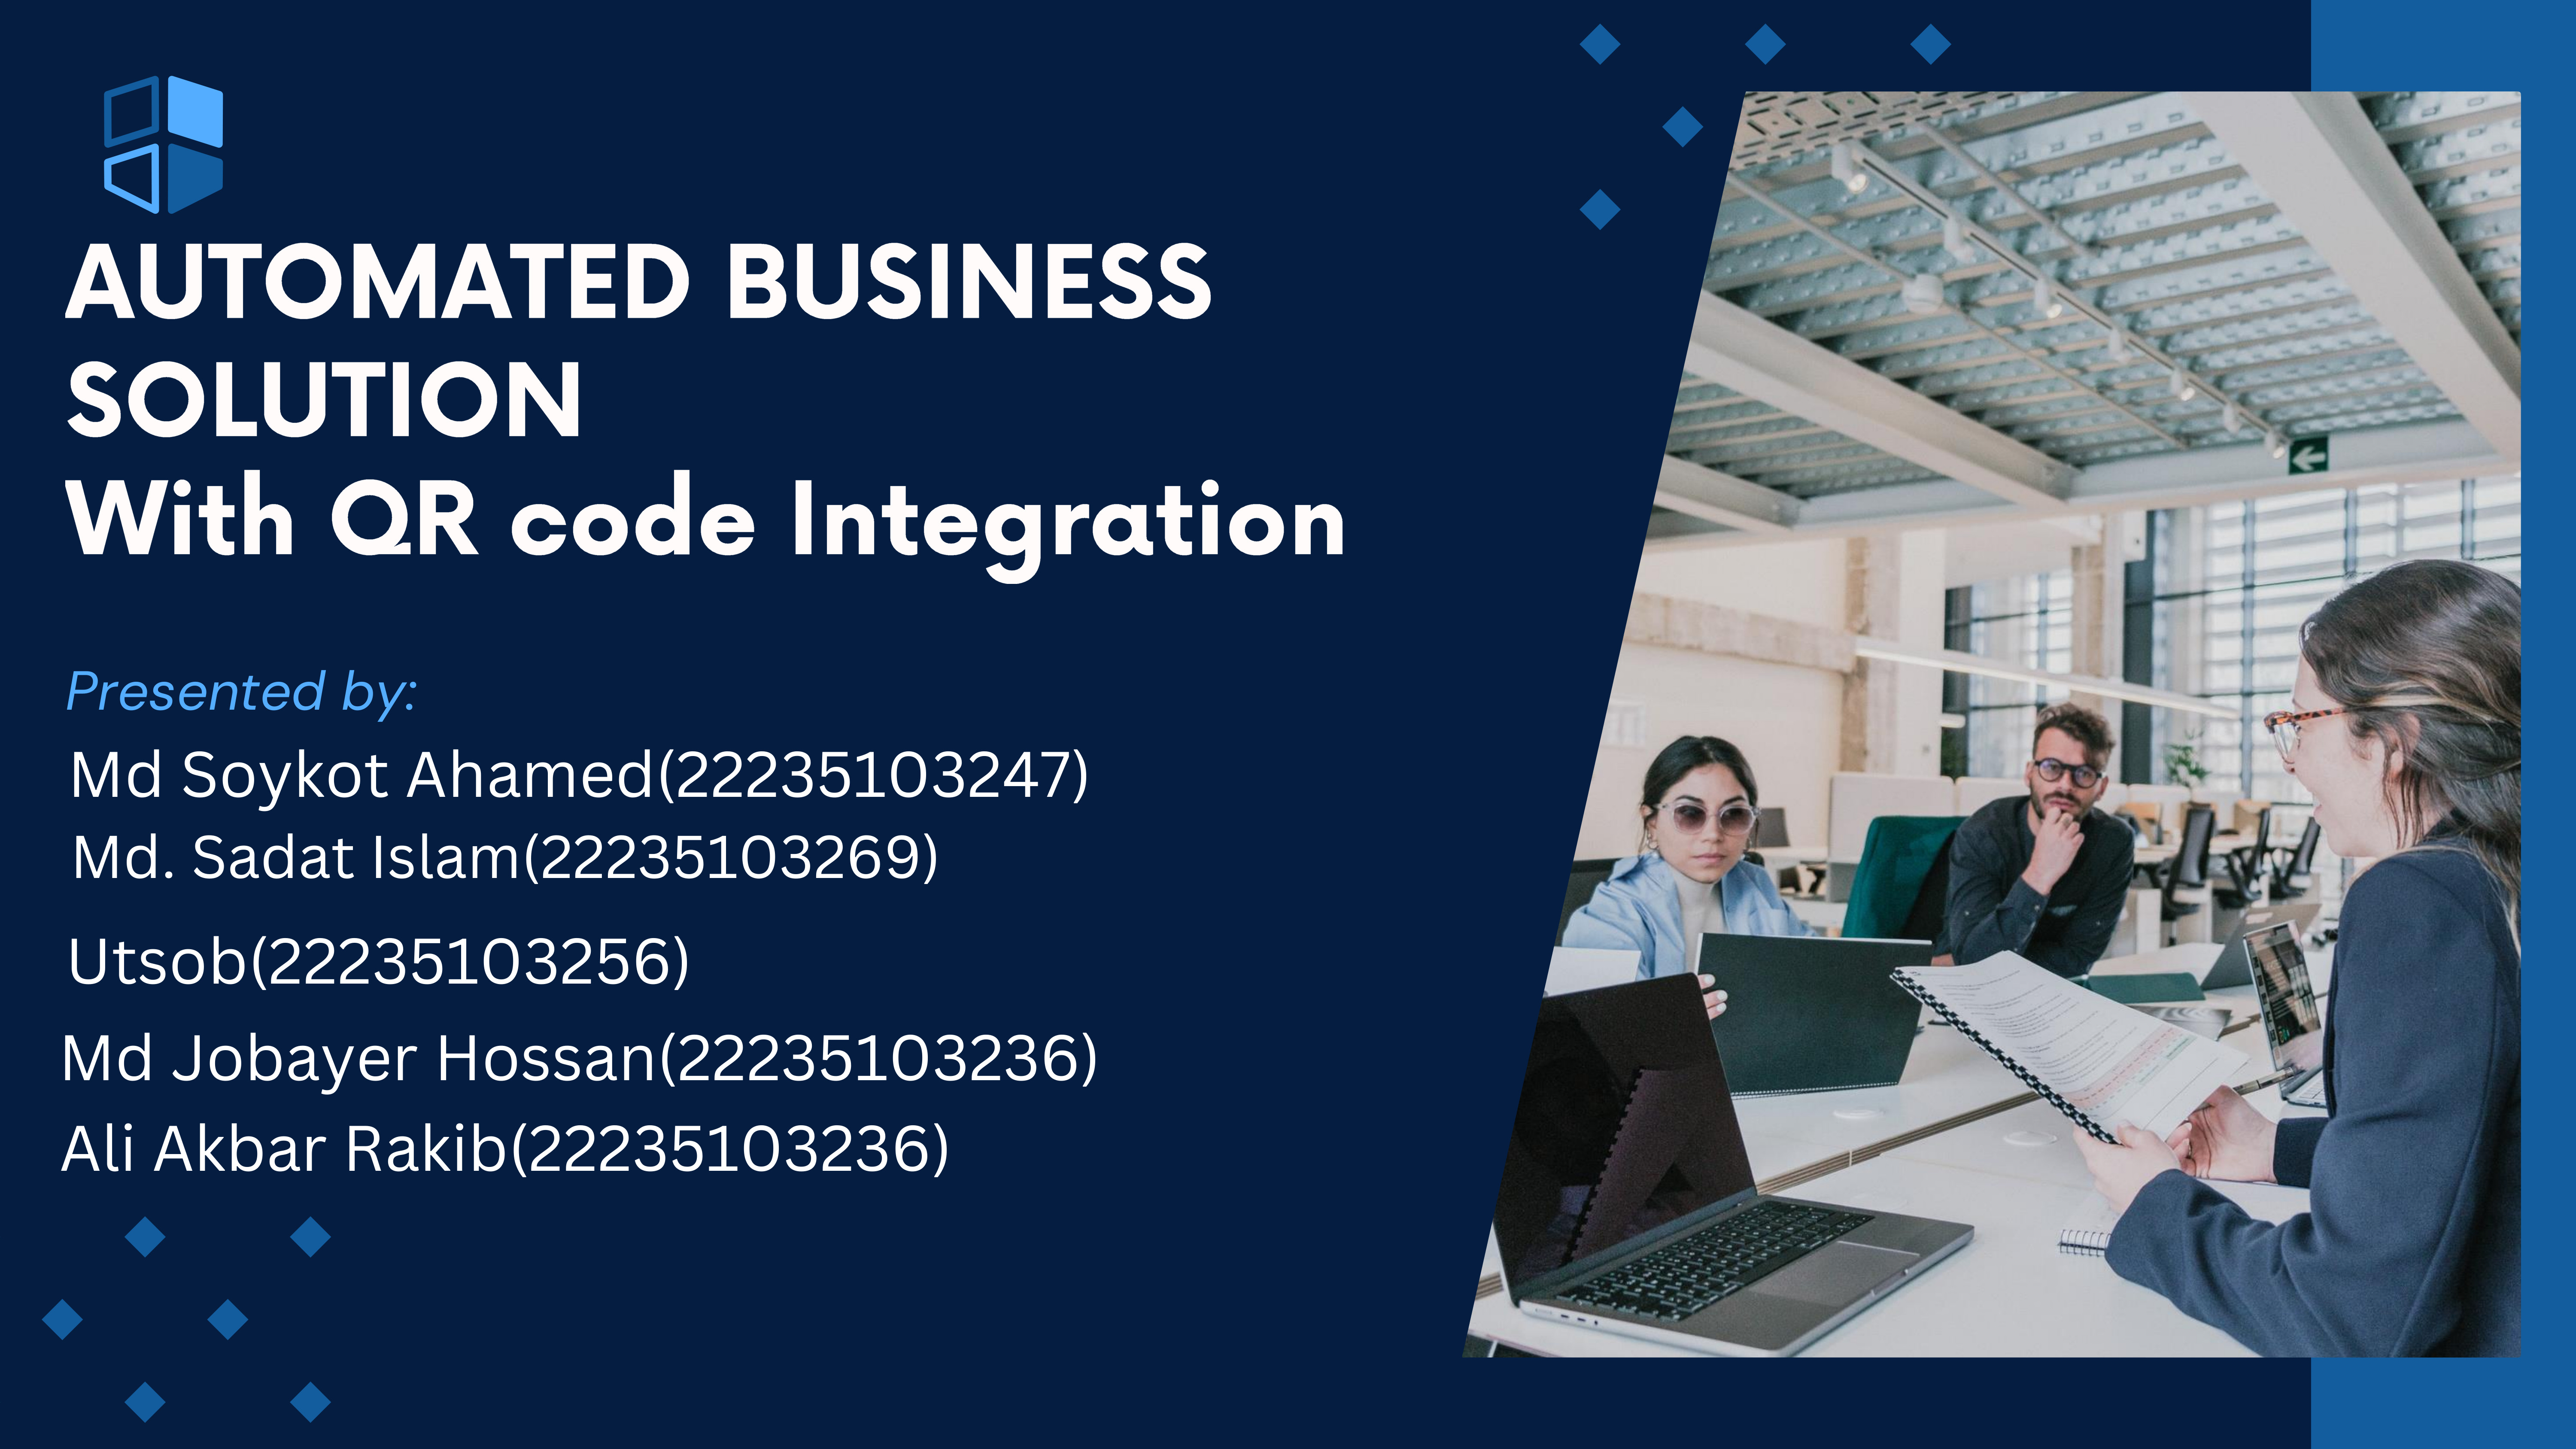 AUTOMATED BUSINESS
SOLUTION
With QR code Integration
Presented by:
Md Soykot Ahamed(22235103247)
Md. Sadat Islam(22235103269)
Utsob(22235103256)
Md Jobayer Hossan(22235103236)
Ali Akbar Rakib(22235103236)